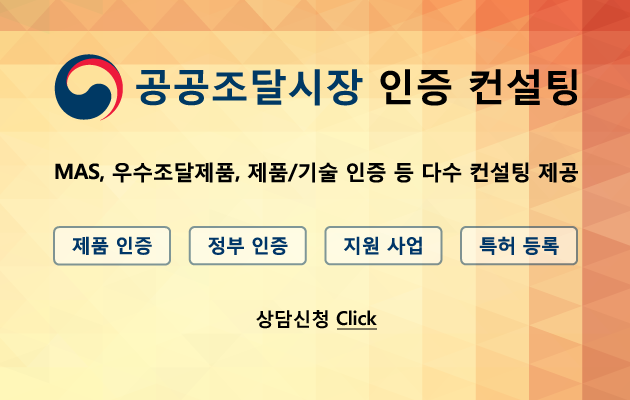 공공조달시장 인증 컨설팅
MAS, 우수조달제품, 제품/기술 인증 등 다수 컨설팅 제공
제품 인증 정부 인증 지원 사업 특허 등록
상담신청 Click